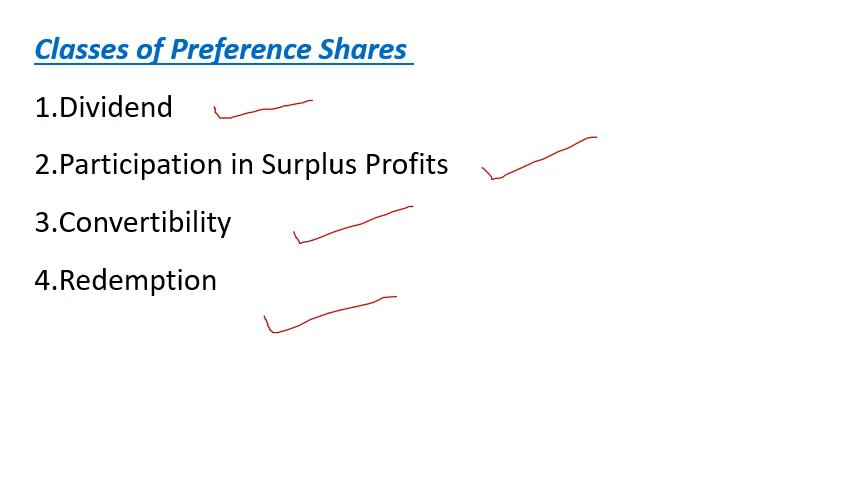 Classes of Preference Shares
1.Dividend
2.Participation in Surplus Profits
3.Convertibility
4.Redemption